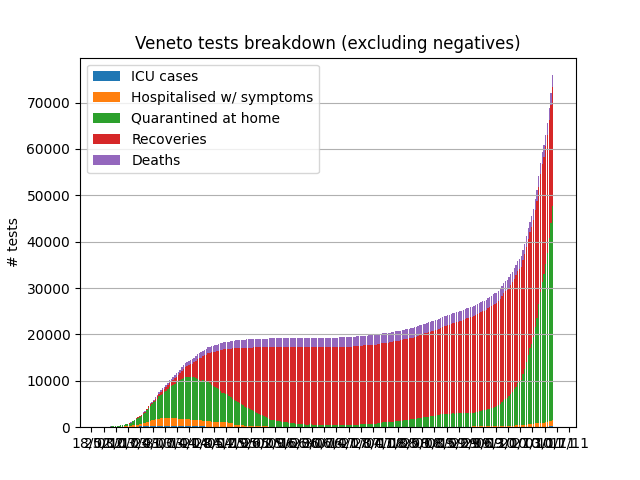 Veneto tests breakdown (excluding negatives)
ICU cases
Hospitalised w/ symptoms
Quarantined at home
Recoveries
Deaths
70000
60000
50000
40000
30000
20000
10000
0
# tests